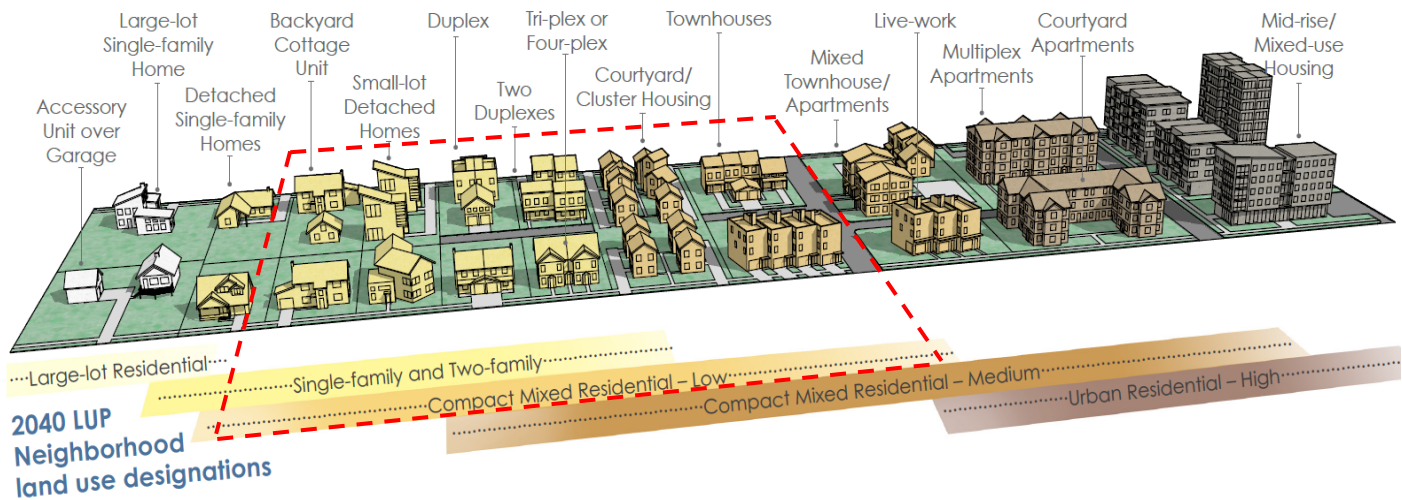 Accessory
Unit over
Garage
Large-lot
Single-family
Home
Detached
Single-family
Homes
Backyard
Cottage
Unit
Small-lot
Detached
Homes
Duplex
Two
Duplexes
Tri-plex or
Four-plex
Courtyard/
Cluster Housing
Townhouses
Mixed
Townhouse/
Apartments
Live-work
Multiplex
Apartments
Courtyard
Apartments
Mid-rise/
Mixed-use
Housing
Large-lot Residential
Single-family and Two-family
Compact Mixed Residential – Low
Compact Mixed Residential – Medium
Urban Residential – High
2040 LUP
Neighborhood
land use designations